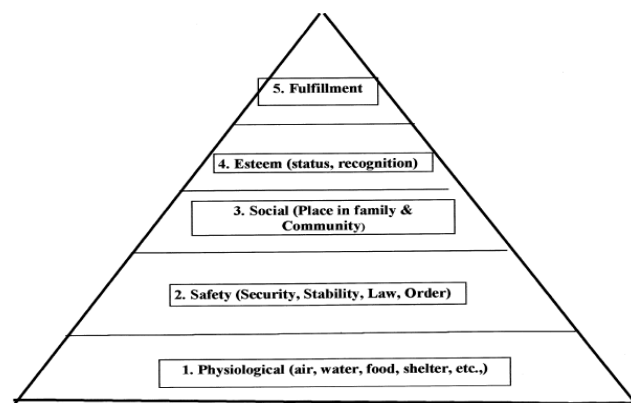 5. Fulfillment
4. Esteem (status, recognition)
3. Social (Place in family &
Community)
2. Safety (Security, Stability, Law, Order)
1. Physiological (air, water, food, shelter, etc.,)